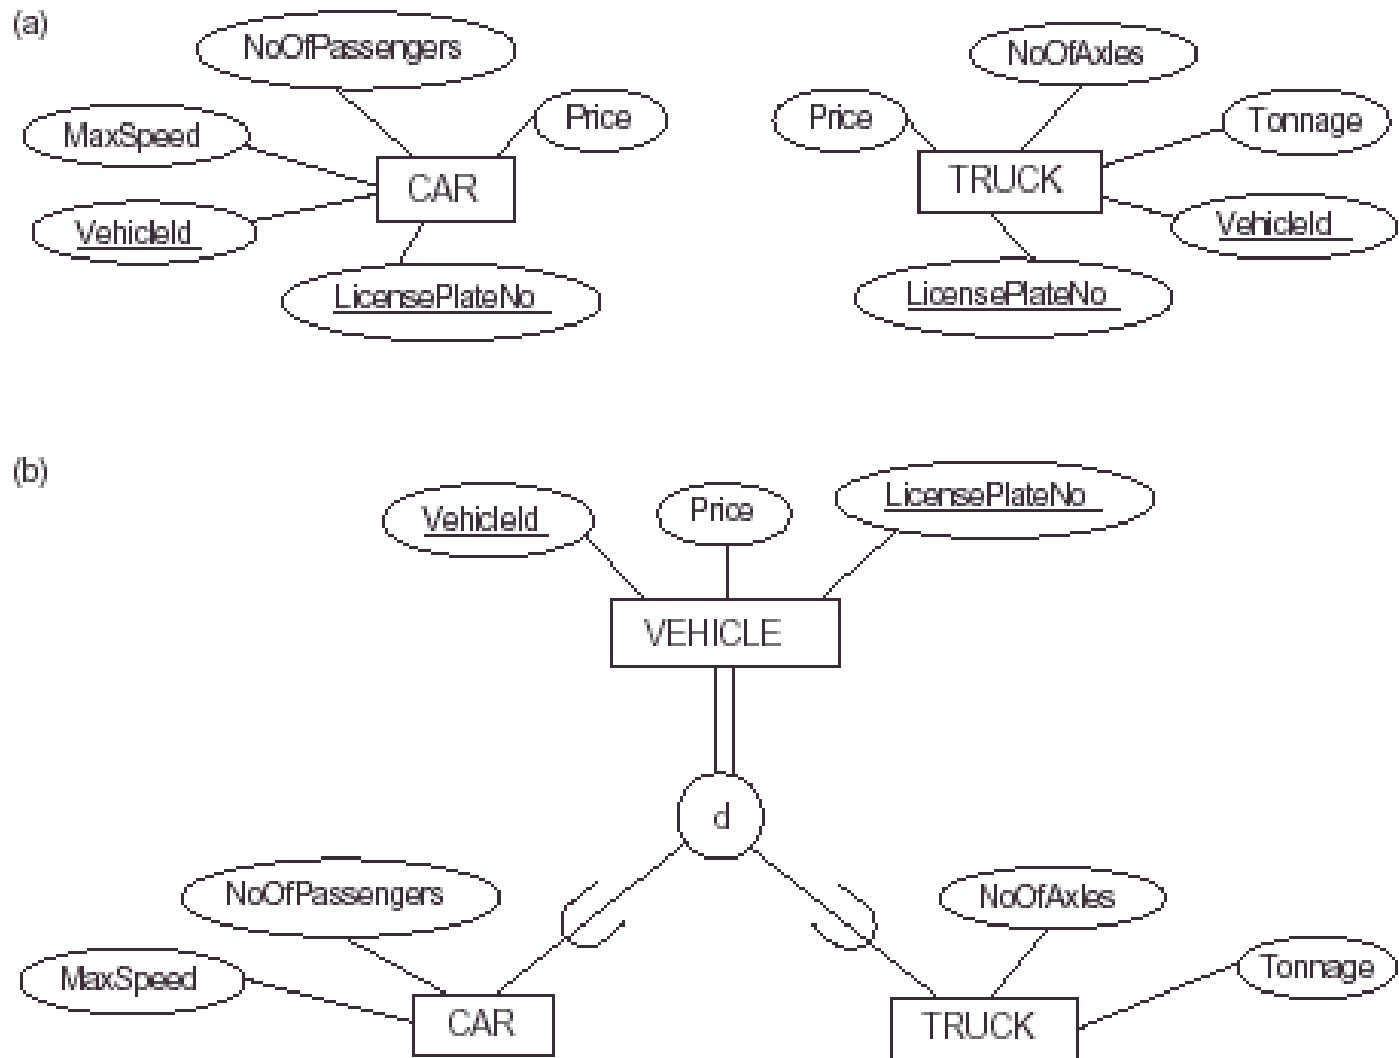 (a)
NoOfPassengers
NoOfAxles
MaxSpeed
Price
Price
Tonnage
CAR
TRUCK
VehicleId
VehicleId
LicensePlateNo
LicensePlateNo
(b)
VehicleId
Price
LicensePlateNo
VEHICLE
d
NoOfPassengers
NoOfAxles
MaxSpeed
Tonnage
CAR
TRUCK